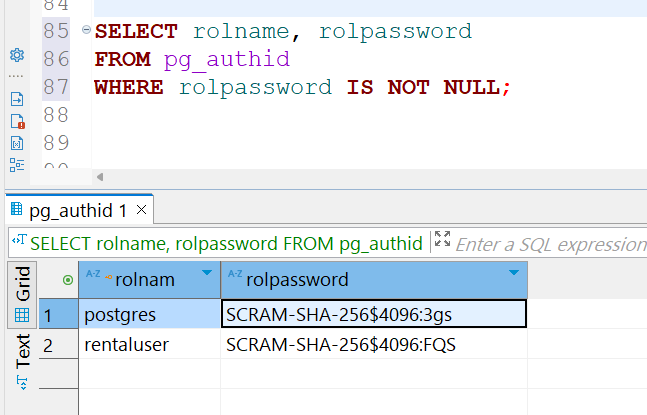 84
85 SELECT rolname, rolpassword
86 FROM pg_authid
87 WHERE rolpassword IS NOT NULL;
88
89
pg_authid 1
SELECT rolname, rolpassword FROM pg_authid Enter a SQL expression
Grid
Text
A-Z rolnam A-Z rolpassword
1 postgres SCRAM-SHA-256$4096:3gs
2 rentaluser SCRAM-SHA-256$4096:FQS